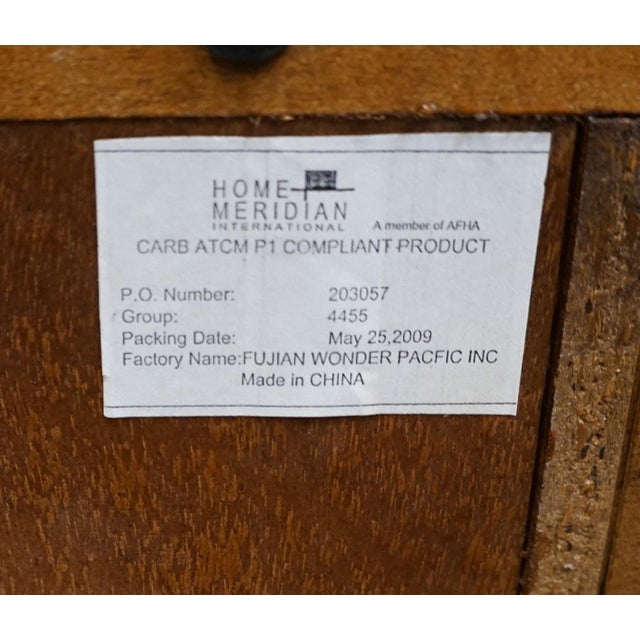 HOME
MERIDIAN
INTERNATIONAL A member of AFHA
CARB ATCM P1 COMPLIANT PRODUCT
P.O. Number: 203057
Group: 4455
Packing Date: May 25,2009
Factory Name:FUJIAN WONDER PACFIC INC
Made in CHINA